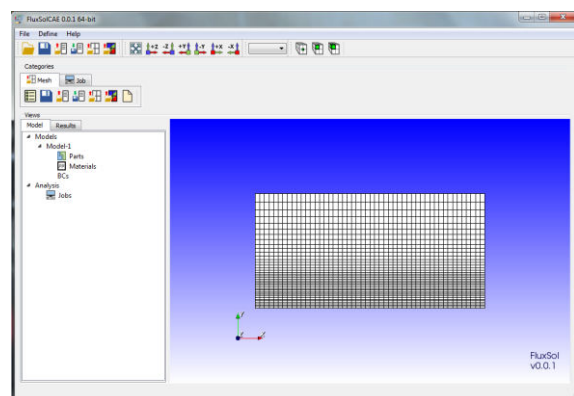 FluxSolCAE 0.0.1 64-bit
File Define Help
+Z -Z +Y -Y +X -X
Categories
Mesh Job
Views
Model Results
Models
Model-1
Parts
Materials
BCs
Analysis
Jobs
FluxSol
v0.0.1